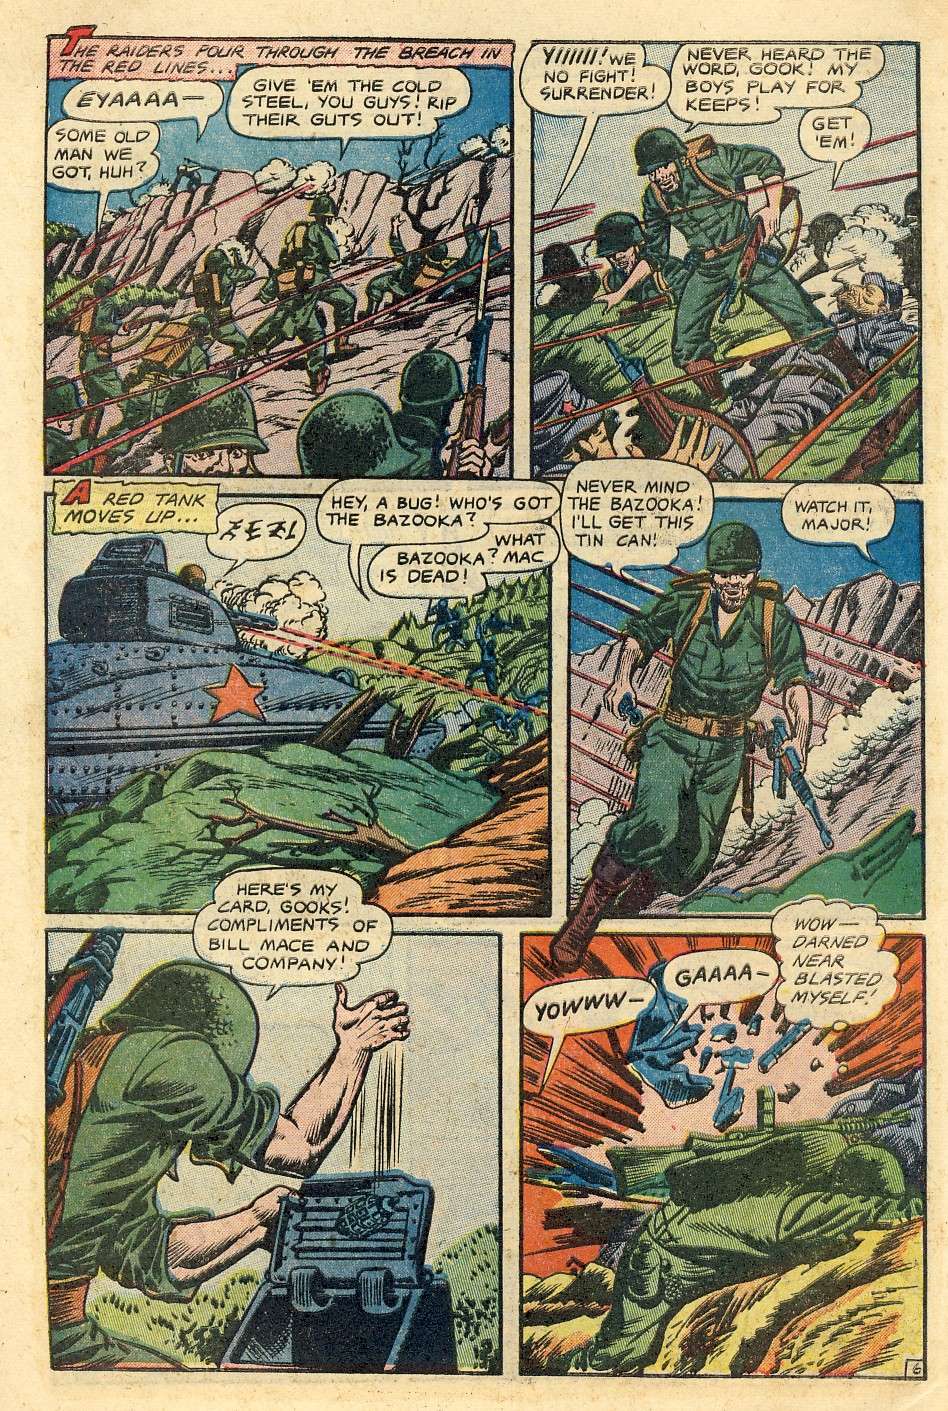 THE RAIDERS POUR THROUGH THE BREACH IN
THE RED LINES...
EYAAAA—
GIVE 'EM THE COLD
STEEL, YOU GUYS! RIP
THEIR GUTS OUT!
SOME OLD
MAN WE
GOT, HUH?
YIIIIII! WE
NO FIGHT!
SURRENDER!
NEVER HEARD THE
WORD, GOOK! MY
BOYS PLAY FOR
KEEPS!
GET
'EM!
A RED TANK
MOVES UP...
HEY, A BUG! WHO'S GOT
THE BAZOOKA?
WHAT
BAZOOKA? MAC
IS DEAD!
NEVER MIND
THE BAZOOKA!
I'LL GET THIS
TIN CAN!
WATCH IT,
MAJOR!
HERE'S MY
CARD, GOOKS!
COMPLIMENTS OF
BILL MACE AND
COMPANY!
YOWWW—
GAAAA—
WOW—
DARNED
NEAR
BLASTED
MYSELF!
6